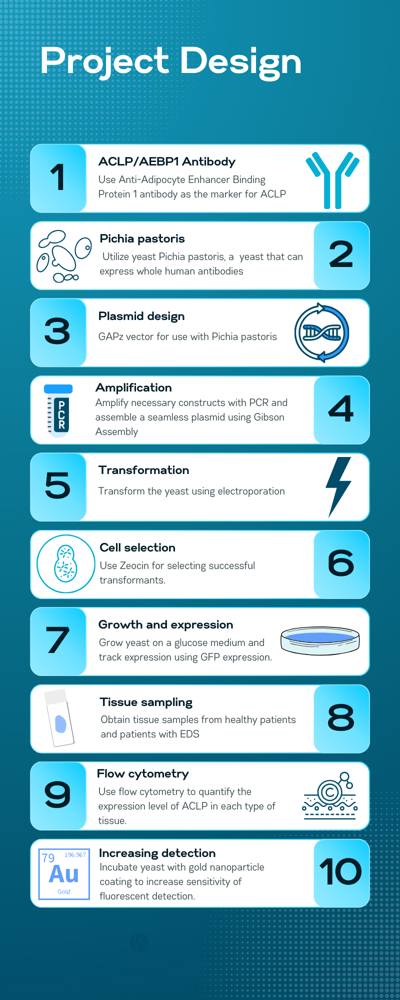 Project Design
1
ACLP/AEBP1 Antibody
Use Anti-Adipocyte Enhancer Binding
Protein 1 antibody as the marker for ACLP
Pichia pastoris
Utilize yeast Pichia pastoris, a  yeast that can
express whole human antibodies
2
3
Plasmid design
GAPz vector for use with Pichia pastoris
PCR
Amplification
Amplify necessary constructs with PCR and
assemble a seamless plasmid using Gibson
Assembly
4
5
Transformation
Transform the yeast using electroporation
Cell selection
Use Zeocin for selecting successful
transformants.
6
7
Growth and expression
Grow yeast on a glucose medium and
track expression using GFP expression.
Tissue sampling
Obtain tissue samples from healthy patients
and patients with EDS
8
9
Flow cytometry
Use flow cytometry to quantify the
expression level of ACLP in each type of
tissue.
C
79 196.967
Au
Gold
Increasing detection
Incubate yeast with gold nanoparticle
coating to increase sensitivity of
fluorescent detection.
10